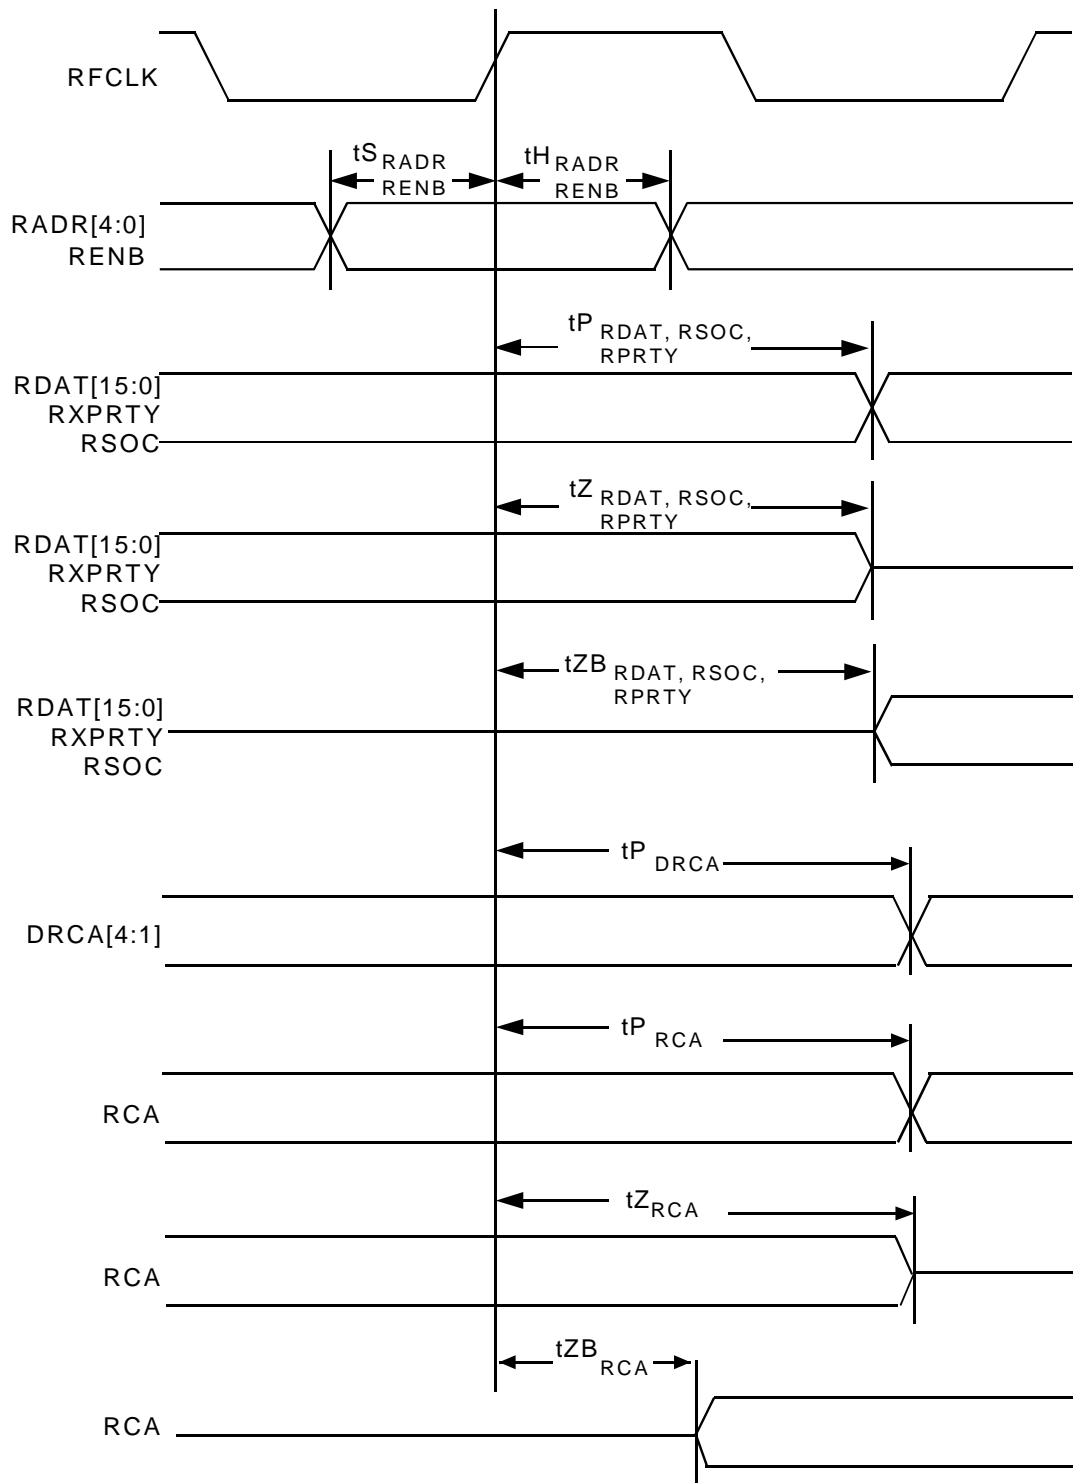 RFCLK
tS RADR
RENB
tH RADR
RENB
RADR[4:0]
RENB
tP RDAT, RSOC,
RPRTY
RDAT[15:0]
RXPRTY
RSOC
tZ RDAT, RSOC,
RPRTY
RDAT[15:0]
RXPRTY
RSOC
tZB RDAT, RSOC,
RPRTY
RDAT[15:0]
RXPRTY
RSOC
tP DRCA
DRCA[4:1]
tP RCA
RCA
tZRCA
RCA
tZB RCA
RCA